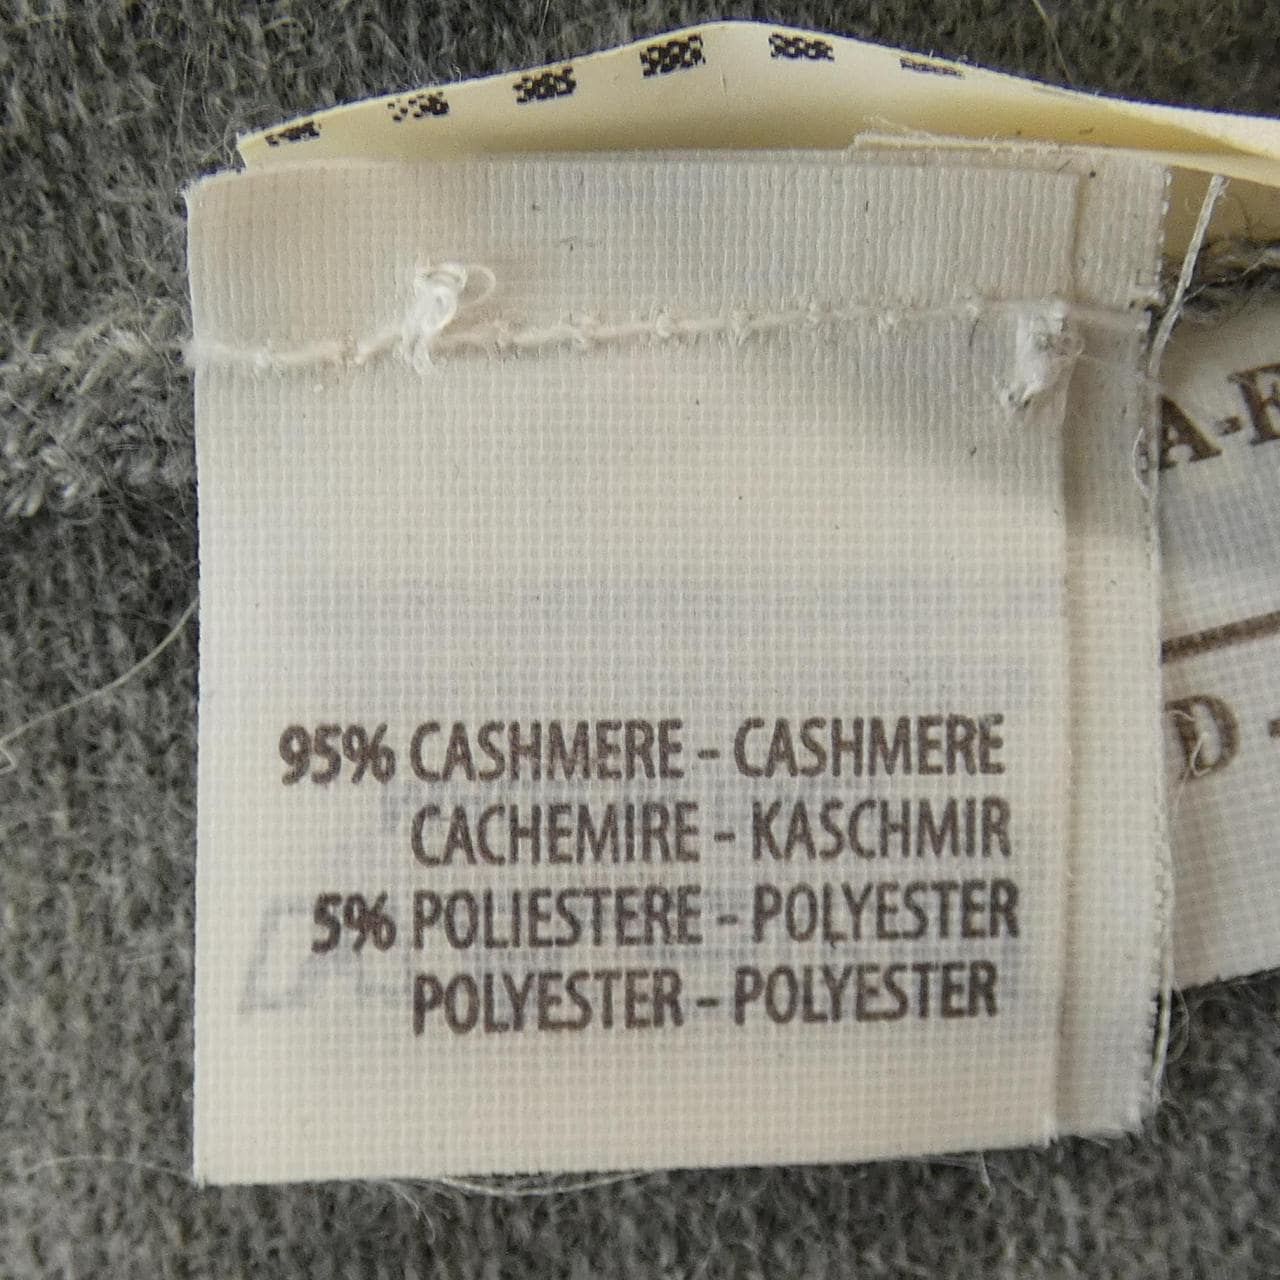 95% CASHMERE - CASHMERE
CACHEMIRE - KASCHMIR
5% POLIESTERE - POLYESTER
POLYESTER - POLYESTER